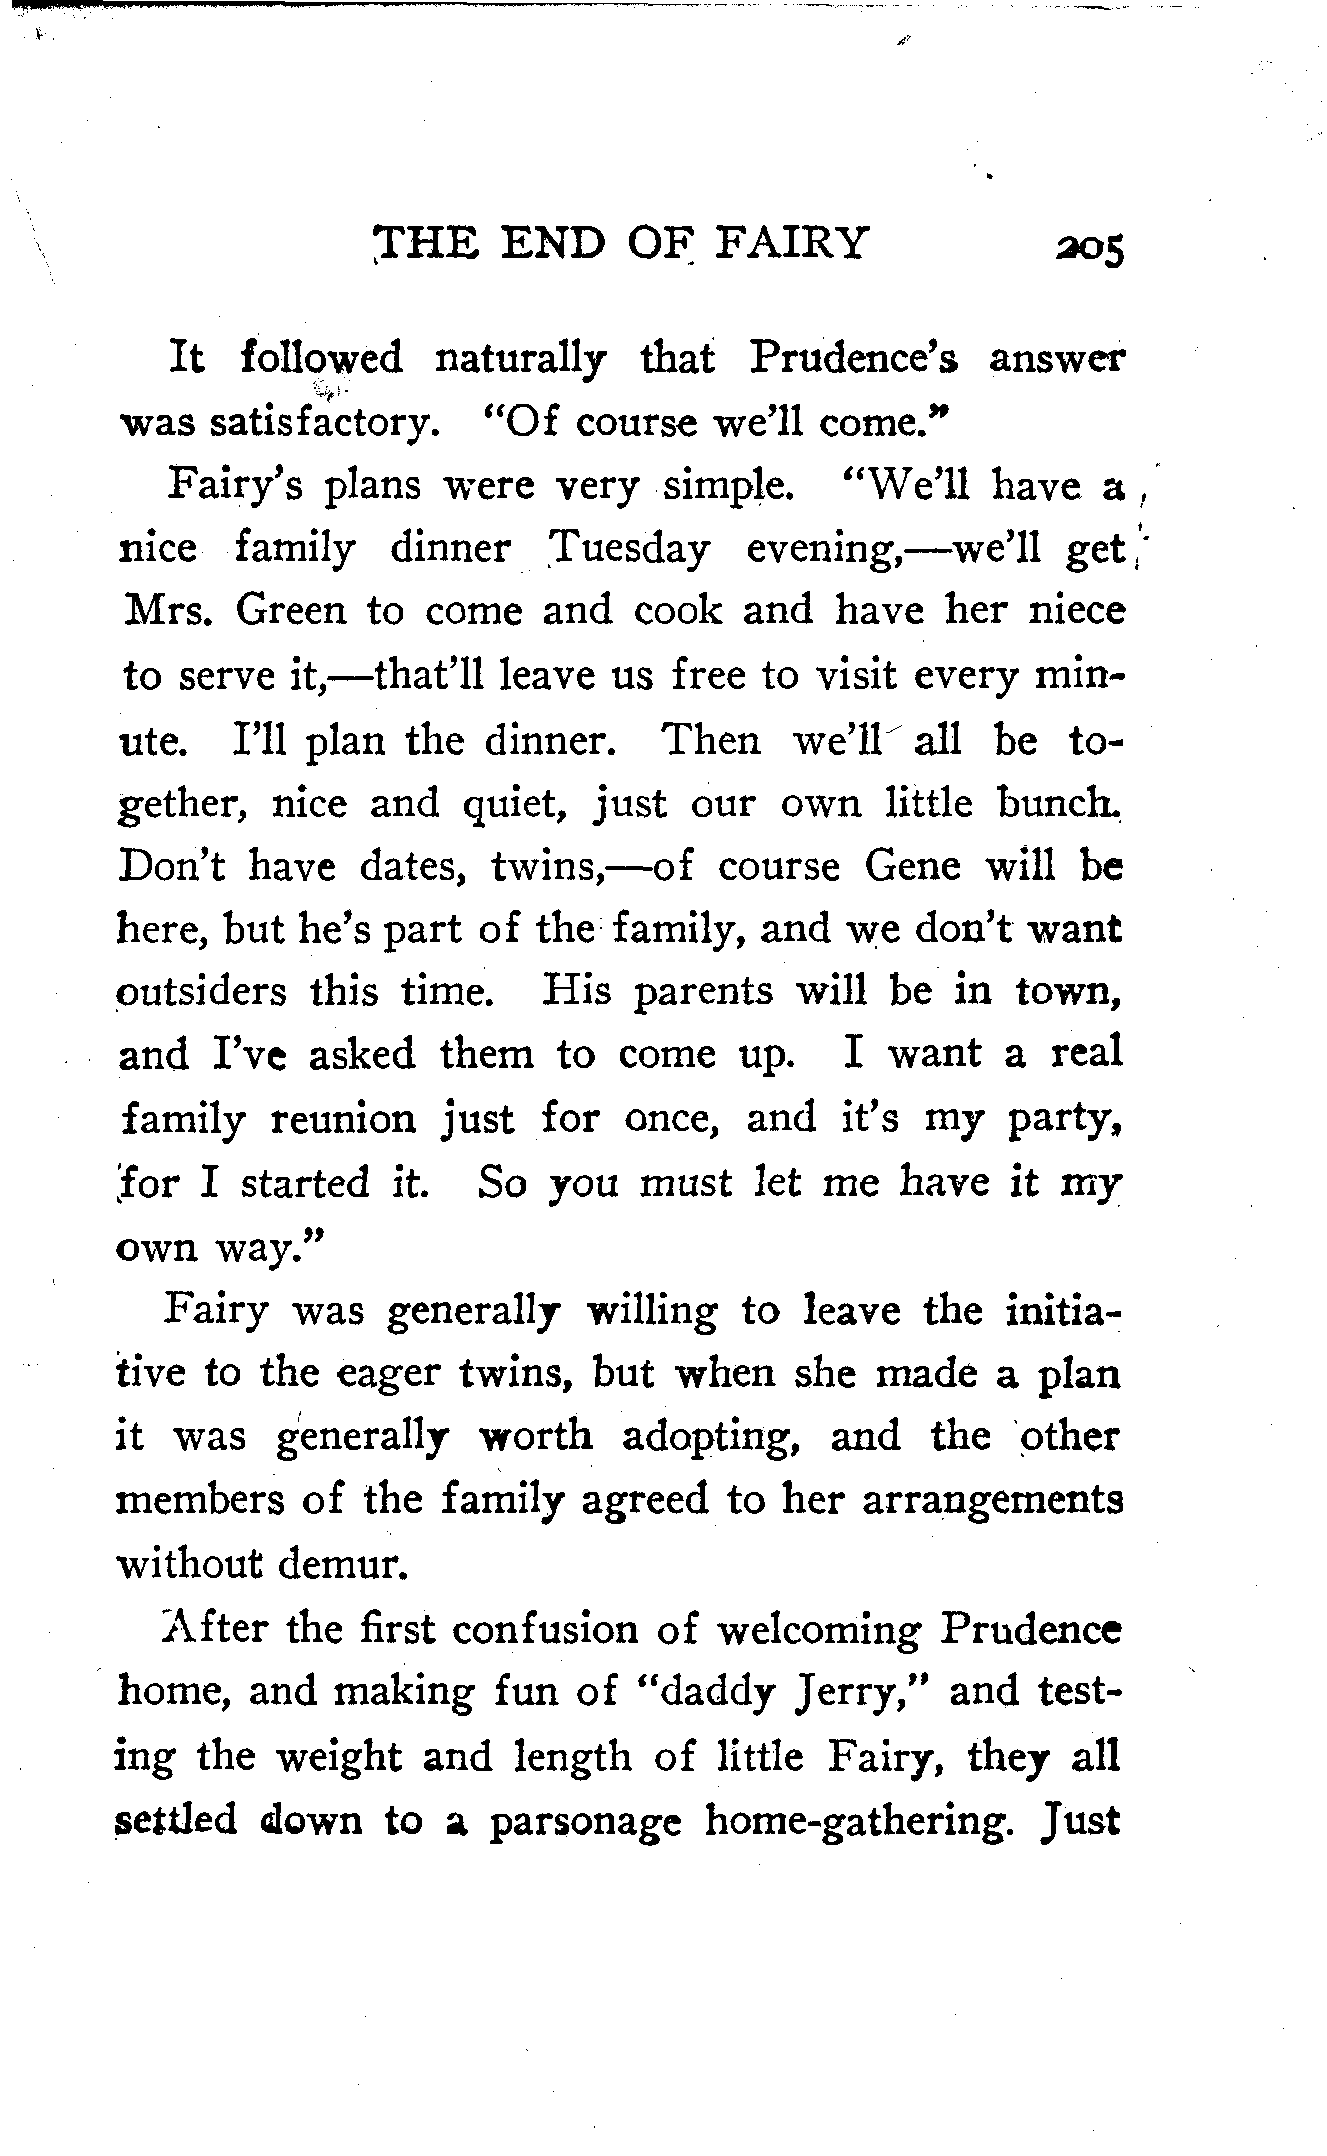 THE END OF FAIRY 205
It followed naturally that Prudence's answer
was satisfactory. "Of course we'll come."
Fairy's plans were very simple. "We'll have a
nice family dinner Tuesday evening,—we'll get
Mrs. Green to come and cook and have her niece
to serve it,—that'll leave us free to visit every min-
ute. I'll plan the dinner. Then we'll all be to-
gether, nice and quiet, just our own little bunch.
Don't have dates, twins,—of course Gene will be
here, but he's part of the family, and we don't want
outsiders this time. His parents will be in town,
and I've asked them to come up. I want a real
family reunion just for once, and it's my party,
for I started it. So you must let me have it my
own way."
Fairy was generally willing to leave the initia-
tive to the eager twins, but when she made a plan
it was generally worth adopting, and the other
members of the family agreed to her arrangements
without demur.
After the first confusion of welcoming Prudence
home, and making fun of "daddy Jerry," and test-
ing the weight and length of little Fairy, they all
settled down to a parsonage home-gathering. Just